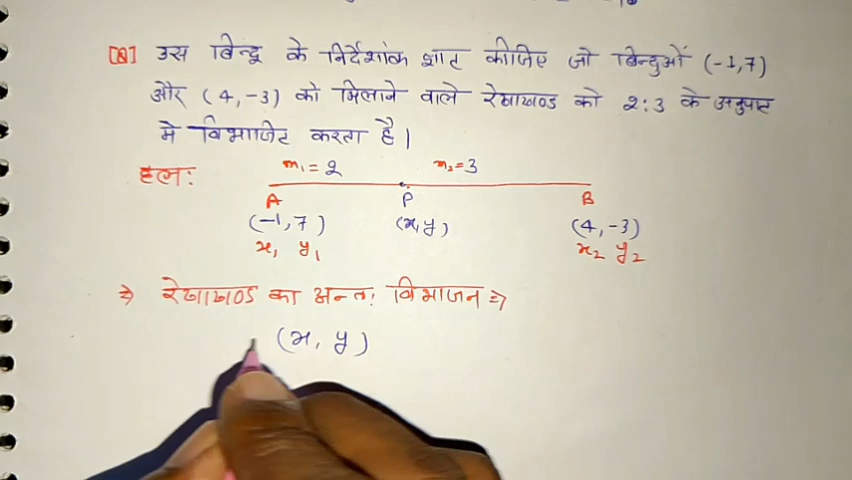 [Q] उस बिन्दु के निर्देशांक ज्ञात कीजिए जो बिन्दुओं (-1,7)
और (4,-3) को मिलाने वाले रेखाखण्ड को 2:3 के अनुपात
मे विभाजित करता है।
हल:
m₁=2 m₂=3
A P B
(-1,7) (x,y) (4,-3)
x₁ y₁ x₂ y₂
⇒ रेखाखण्ड का अन्तः विभाजन ⇒
(x, y)